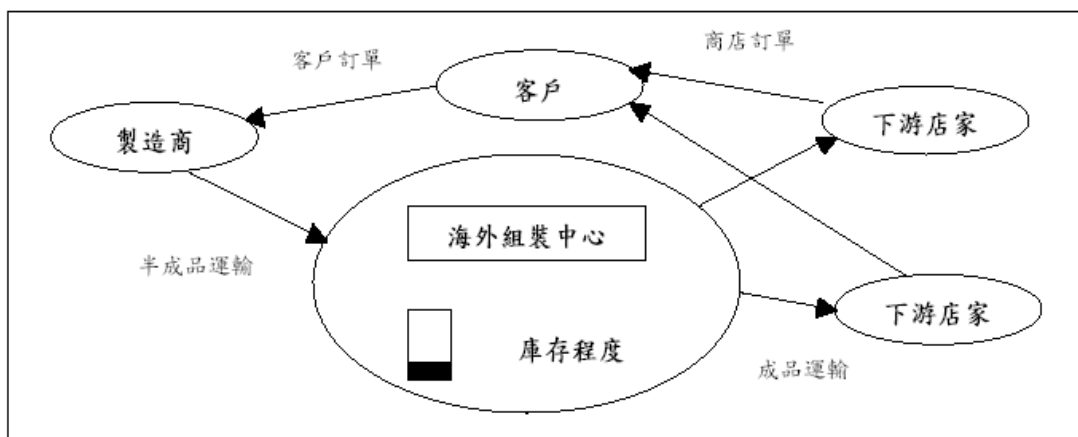 商店訂單
客戶訂單
客戶
下游店家
製造商
海外組裝中心
半成品運輸
下游店家
庫存程度
成品運輸